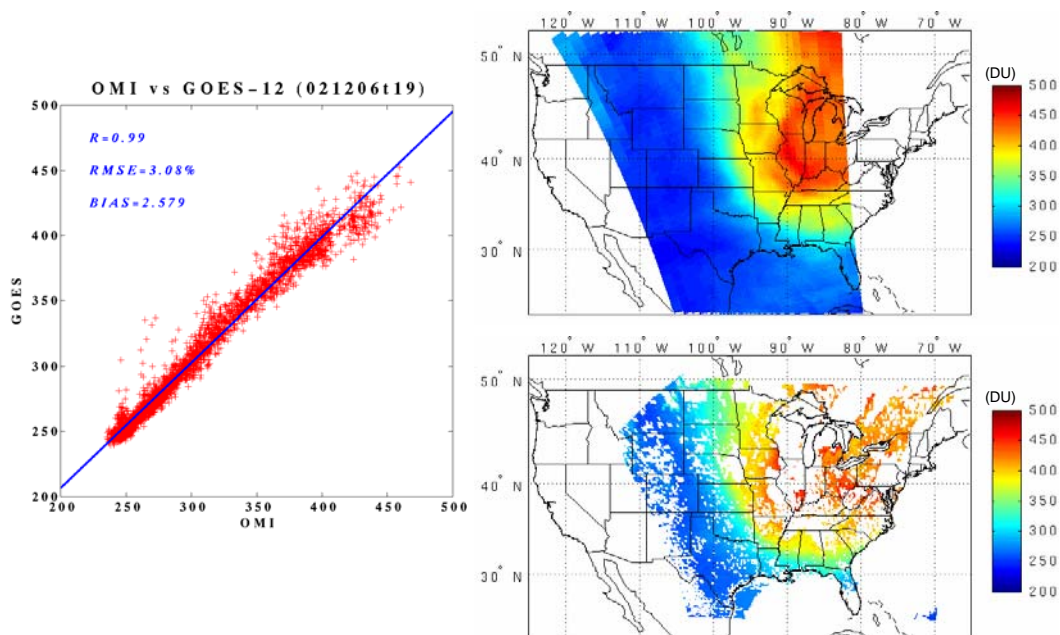 OMI vs GOES-12 (021206t19)
R=0.99
RMSE=3.08%
BIAS=2.579
GOES
500
450
400
350
300
250
200
200 250 300 350 400 450 500
OMI
120° W 110° W 100° W 90° W 80° W 70° W
50° N
40° N
30° N
(DU)
500
450
400
350
300
250
200
120° W 110° W 100° W 90° W 80° W 70° W
50° N
40° N
30° N
(DU)
500
450
400
350
300
250
200